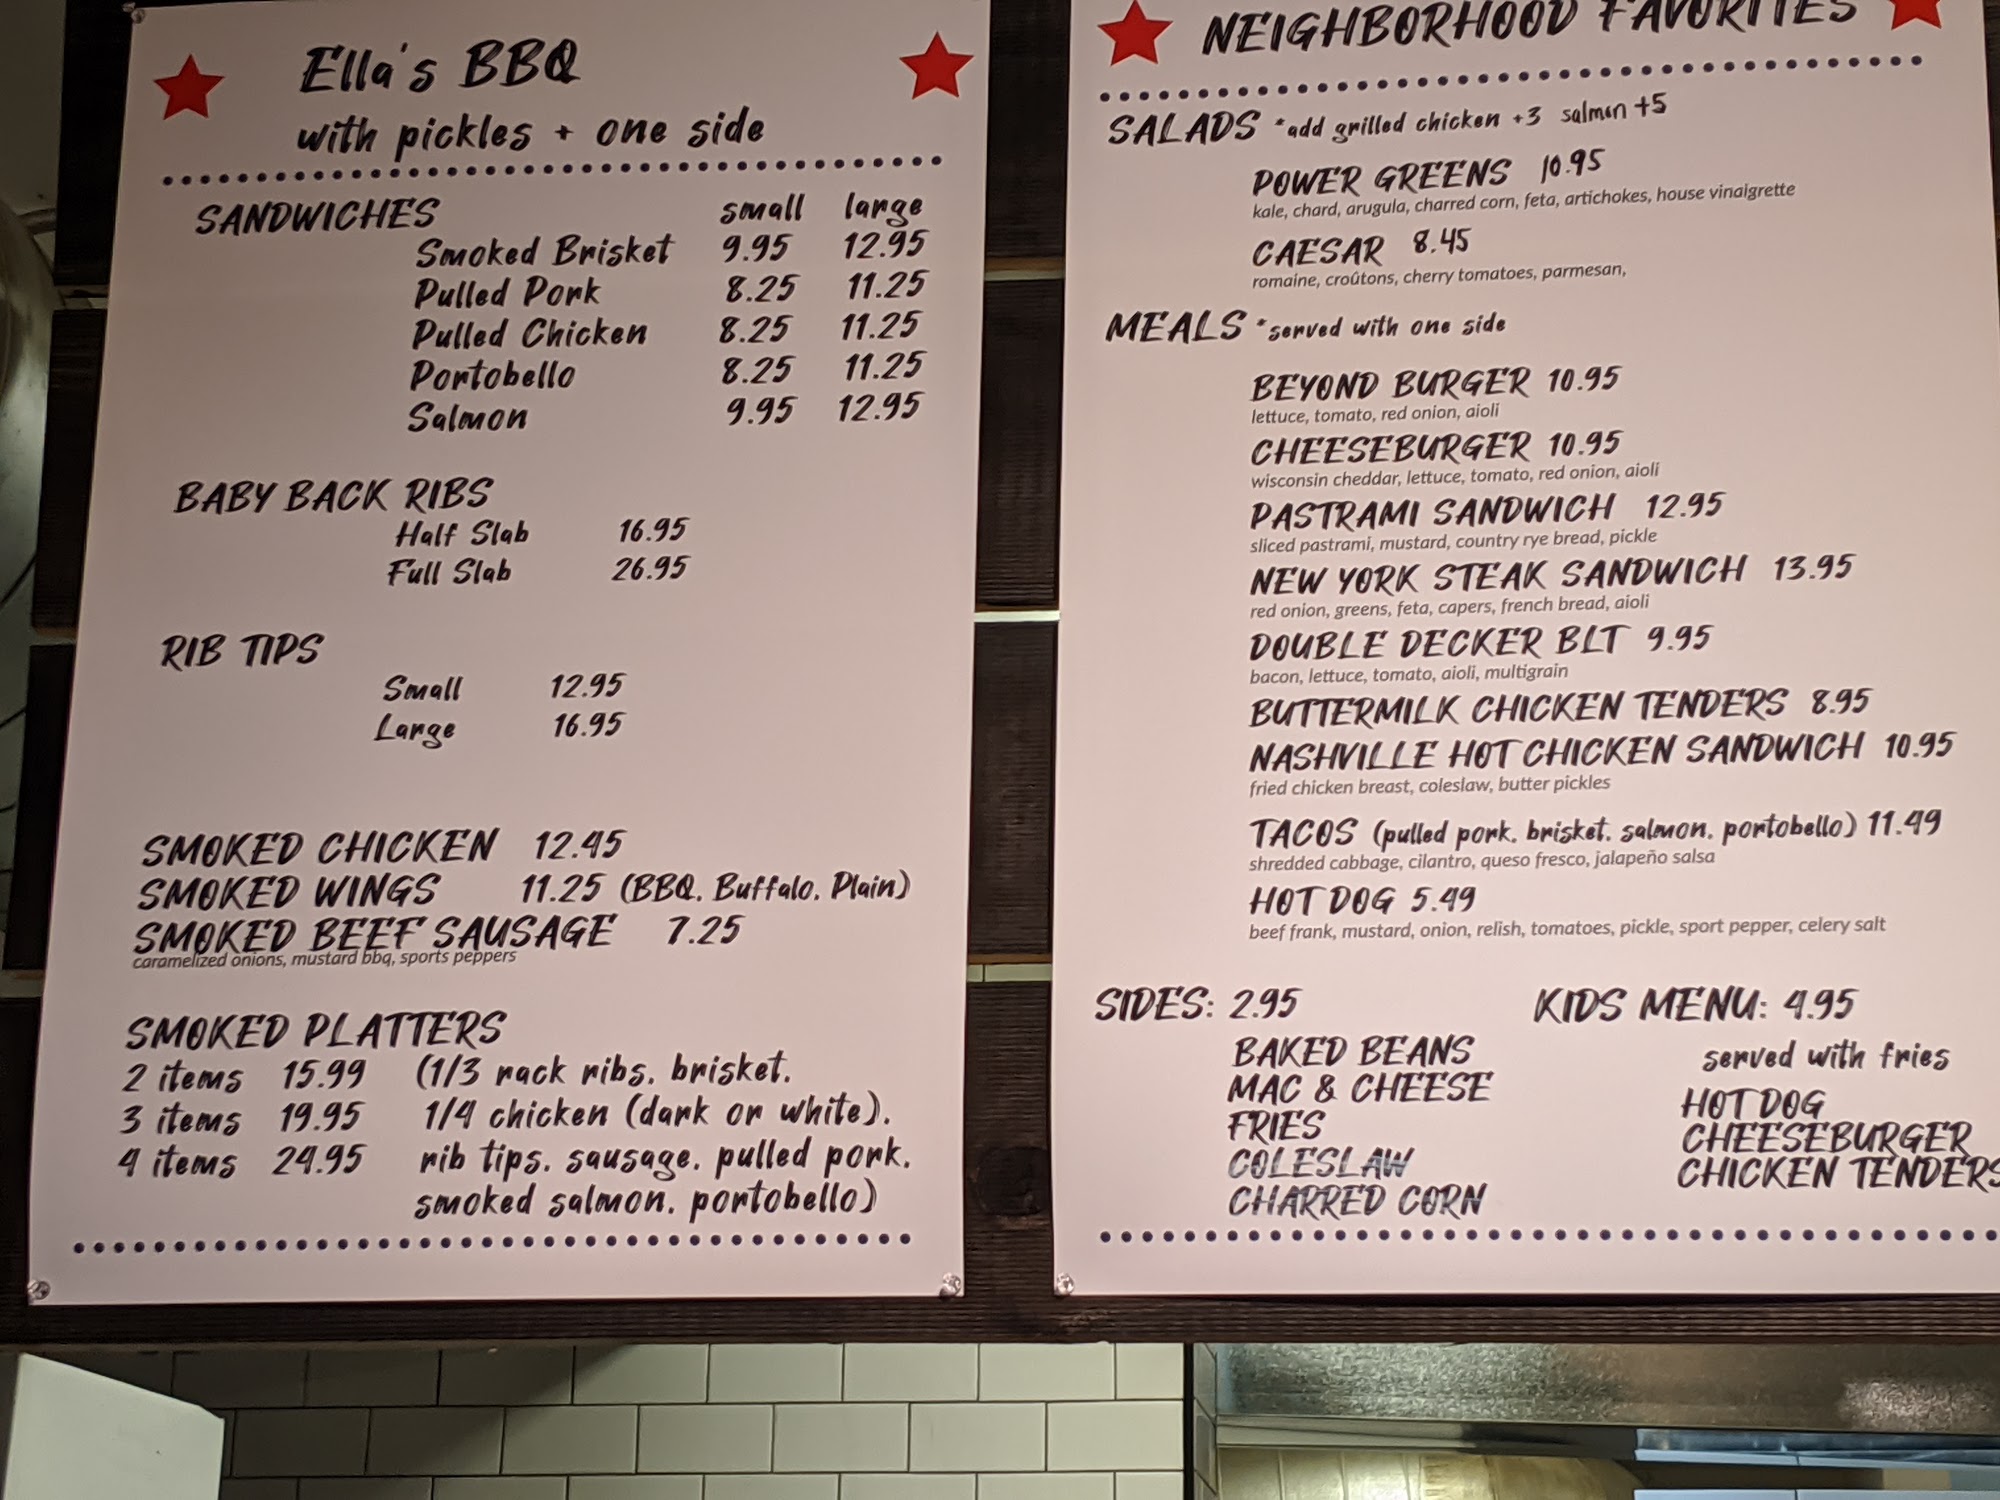 Ella's BBQ
with pickles + one side
SANDWICHES small large
Smoked Brisket 9.95 12.95
Pulled Pork 8.25 11.25
Pulled Chicken 8.25 11.25
Portobello 8.25 11.25
Salmon 9.95 12.95
BABY BACK RIBS
Half Slab 16.95
Full Slab 26.95
RIB TIPS
Small 12.95
Large 16.95
SMOKED CHICKEN 12.45
SMOKED WINGS 11.25 (BBQ, Buffalo, Plain)
SMOKED BEEF SAUSAGE 7.25
caramelized onions, mustard bbq, sports peppers
SMOKED PLATTERS
2 items 15.99 (1/3 rack ribs, brisket,
3 items 19.95 1/4 chicken (dark or white),
4 items 24.95 rib tips, sausage, pulled pork,
smoked salmon, portobello)
NEIGHBORHOOD FAVORITES
SALADS *add grilled chicken +3 salmon +5
POWER GREENS 10.95
kale, chard, arugula, charred corn, feta, artichokes, house vinaigrette
CAESAR 8.45
romaine, croûtons, cherry tomatoes, parmesan,
MEALS *served with one side
BEYOND BURGER 10.95
lettuce, tomato, red onion, aioli
CHEESEBURGER 10.95
wisconsin cheddar, lettuce, tomato, red onion, aioli
PASTRAMI SANDWICH 12.95
sliced pastrami, mustard, country rye bread, pickle
NEW YORK STEAK SANDWICH 13.95
red onion, greens, feta, capers, french bread, aioli
DOUBLE DECKER BLT 9.95
bacon, lettuce, tomato, aioli, multigrain
BUTTERMILK CHICKEN TENDERS 8.95
NASHVILLE HOT CHICKEN SANDWICH 10.95
fried chicken breast, coleslaw, butter pickles
TACOS (pulled pork, brisket, salmon, portobello) 11.49
shredded cabbage, cilantro, queso fresco, jalapeño salsa
HOT DOG 5.49
beef frank, mustard, onion, relish, tomatoes, pickle, sport pepper, celery salt
SIDES: 2.95
BAKED BEANS
MAC & CHEESE
FRIES
COLESLAW
CHARRED CORN
KIDS MENU: 4.95
served with fries
HOT DOG
CHEESEBURGER
CHICKEN TENDERS